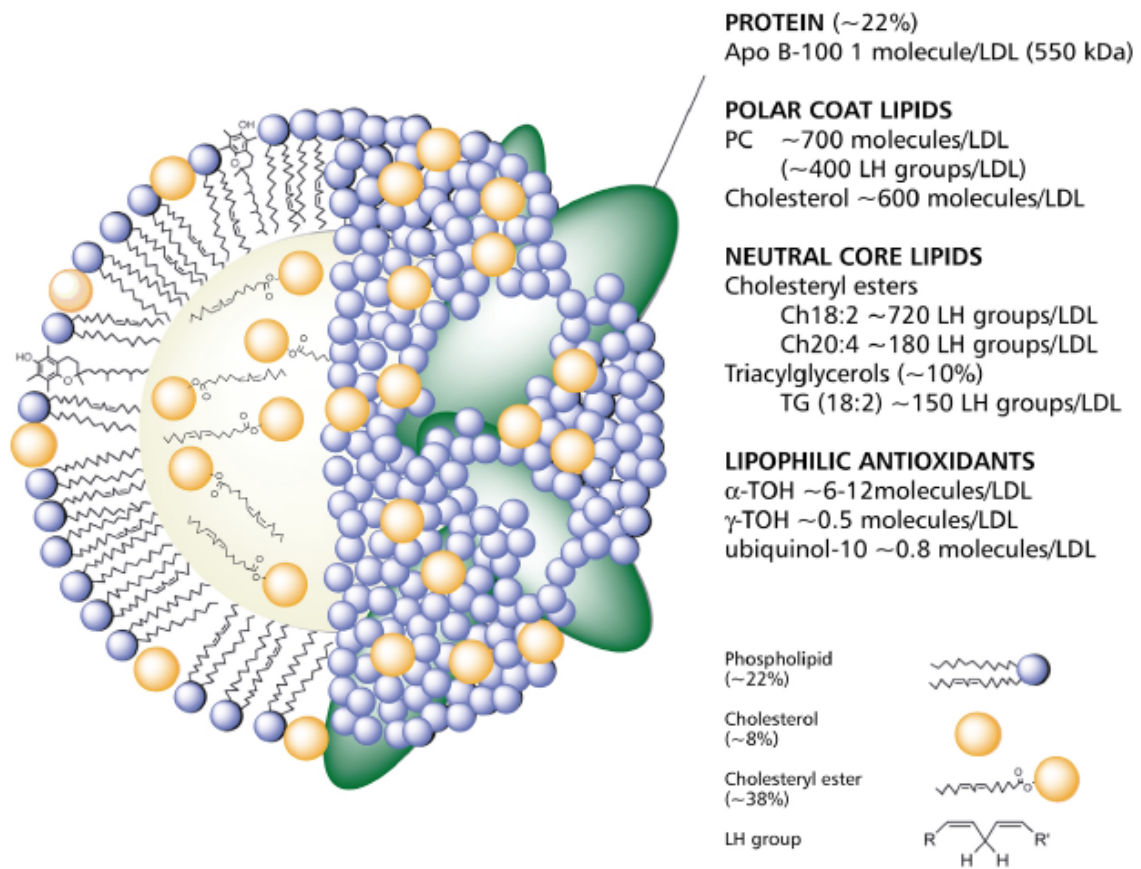 PROTEIN (~22%)
Apo B-100 1 molecule/LDL (550 kDa)
POLAR COAT LIPIDS
PC ~700 molecules/LDL
(~400 LH groups/LDL)
Cholesterol ~600 molecules/LDL
NEUTRAL CORE LIPIDS
Cholesteryl esters
Ch18:2 ~720 LH groups/LDL
Ch20:4 ~180 LH groups/LDL
Triacylglycerols (~10%)
TG (18:2) ~150 LH groups/LDL
LIPOPHILIC ANTIOXIDANTS
α-TOH ~6-12molecules/LDL
γ-TOH ~0.5 molecules/LDL
ubiquinol-10 ~0.8 molecules/LDL
OH
O
HO
O
O
O
O
O
O
O
O
O
O
O
O
O
Phospholipid
(~22%)
Cholesterol
(~8%)
Cholesteryl ester
(~38%)
O
O
LH group
R R'
H H